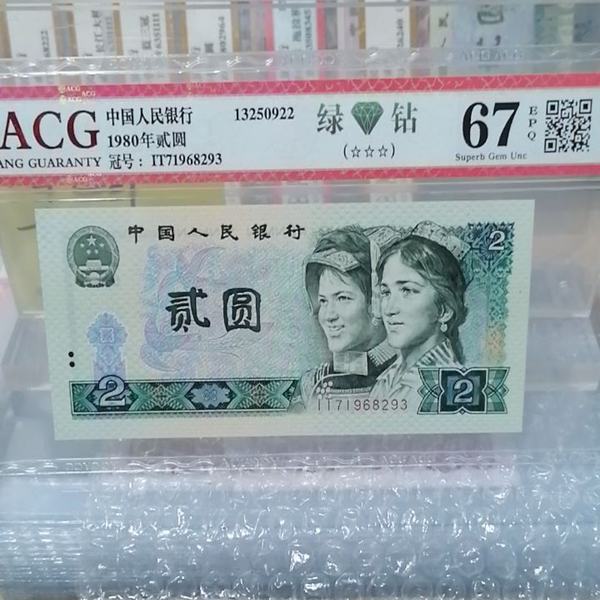 ACG
ACG
ACG
ANG GUARANTY
中国人民银行
1980年贰圆
冠号: IT71968293
13250922
绿 钻
(☆☆☆)
67
EPQ
Superb Gem Unc
中国人民银行
贰圆
2
2
2
IT71968293